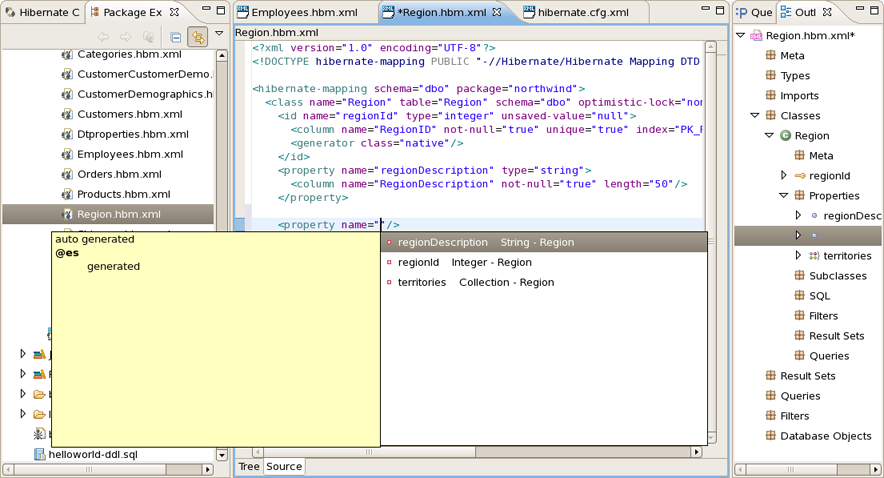 Hibernate C
Package Ex
Categories.hbm.xml
CustomerCustomerDemo.
CustomerDemographics.h
Customers.hbm.xml
Dtproperties.hbm.xml
Employees.hbm.xml
Orders.hbm.xml
Products.hbm.xml
Region.hbm.xml
helloworld-ddl.sql
Employees.hbm.xml
*Region.hbm.xml
hibernate.cfg.xml
Region.hbm.xml
<?xml version="1.0" encoding="UTF-8"?>
<!DOCTYPE hibernate-mapping PUBLIC "-//Hibernate/Hibernate Mapping DTD
<hibernate-mapping schema="dbo" package="northwind">
<class name="Region" table="Region" schema="dbo" optimistic-lock="non
<id name="regionId" type="integer" unsaved-value="null">
<column name="RegionID" not-null="true" unique="true" index="PK_R
<generator class="native"/>
</id>
<property name="regionDescription" type="string">
<column name="RegionDescription" not-null="true" length="50"/>
</property>
<property name=""/>
auto generated
@es
generated
regionDescription String - Region
regionId Integer - Region
territories Collection - Region
Tree
Source
Que
Outl
Region.hbm.xml*
Meta
Types
Imports
Classes
Region
Meta
regionId
Properties
regionDesc
territories
Subclasses
SQL
Filters
Result Sets
Queries
Result Sets
Queries
Filters
Database Objects